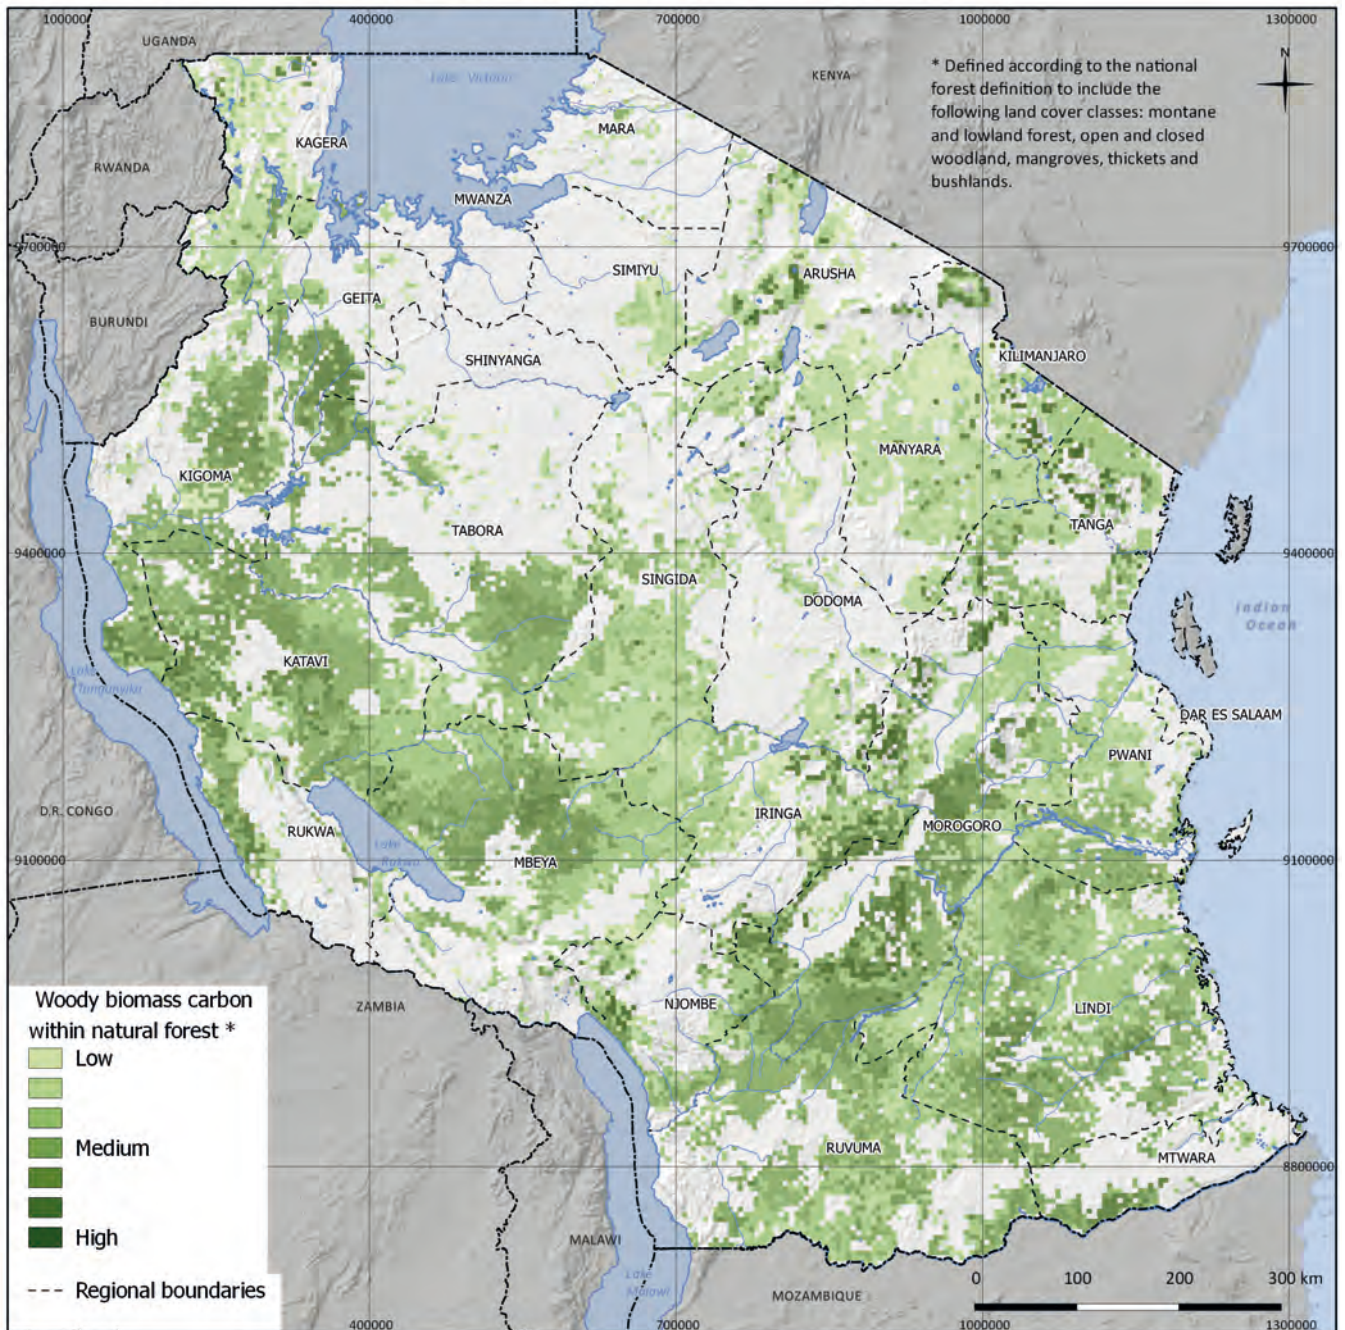 100000 400000 700000 1000000 1300000
UGANDA
Lake Victoria
KENYA
N
* Defined according to the national
forest definition to include the
following land cover classes: montane
and lowland forest, open and closed
woodland, mangroves, thickets and
bushlands.
MARA
KAGERA
RWANDA
MWANZA
9700000 9700000
SIMIYU
ARUSHA
GEITA
BURUNDI
SHINYANGA
KILIMANJARO
MANYARA
KIGOMA
TABORA
TANGA
9400000 9400000
SINGIDA
DODOMA
Indian
Ocean
KATAVI
Lake
Tanganyika
DAR ES SALAAM
PWANI
D.R. CONGO
IRINGA
MOROGORO
RUKWA
Lake
Rukwa
MBEYA
9100000 9100000
ZAMBIA
NJOMBE
LINDI
Woody biomass carbon
within natural forest *
Low
Medium
High
Regional boundaries
RUVUMA
MTWARA
8800000
MALAWI
Lake
Malawi
MOZAMBIQUE
0 100 200 300 km
400000 700000 1000000 1300000